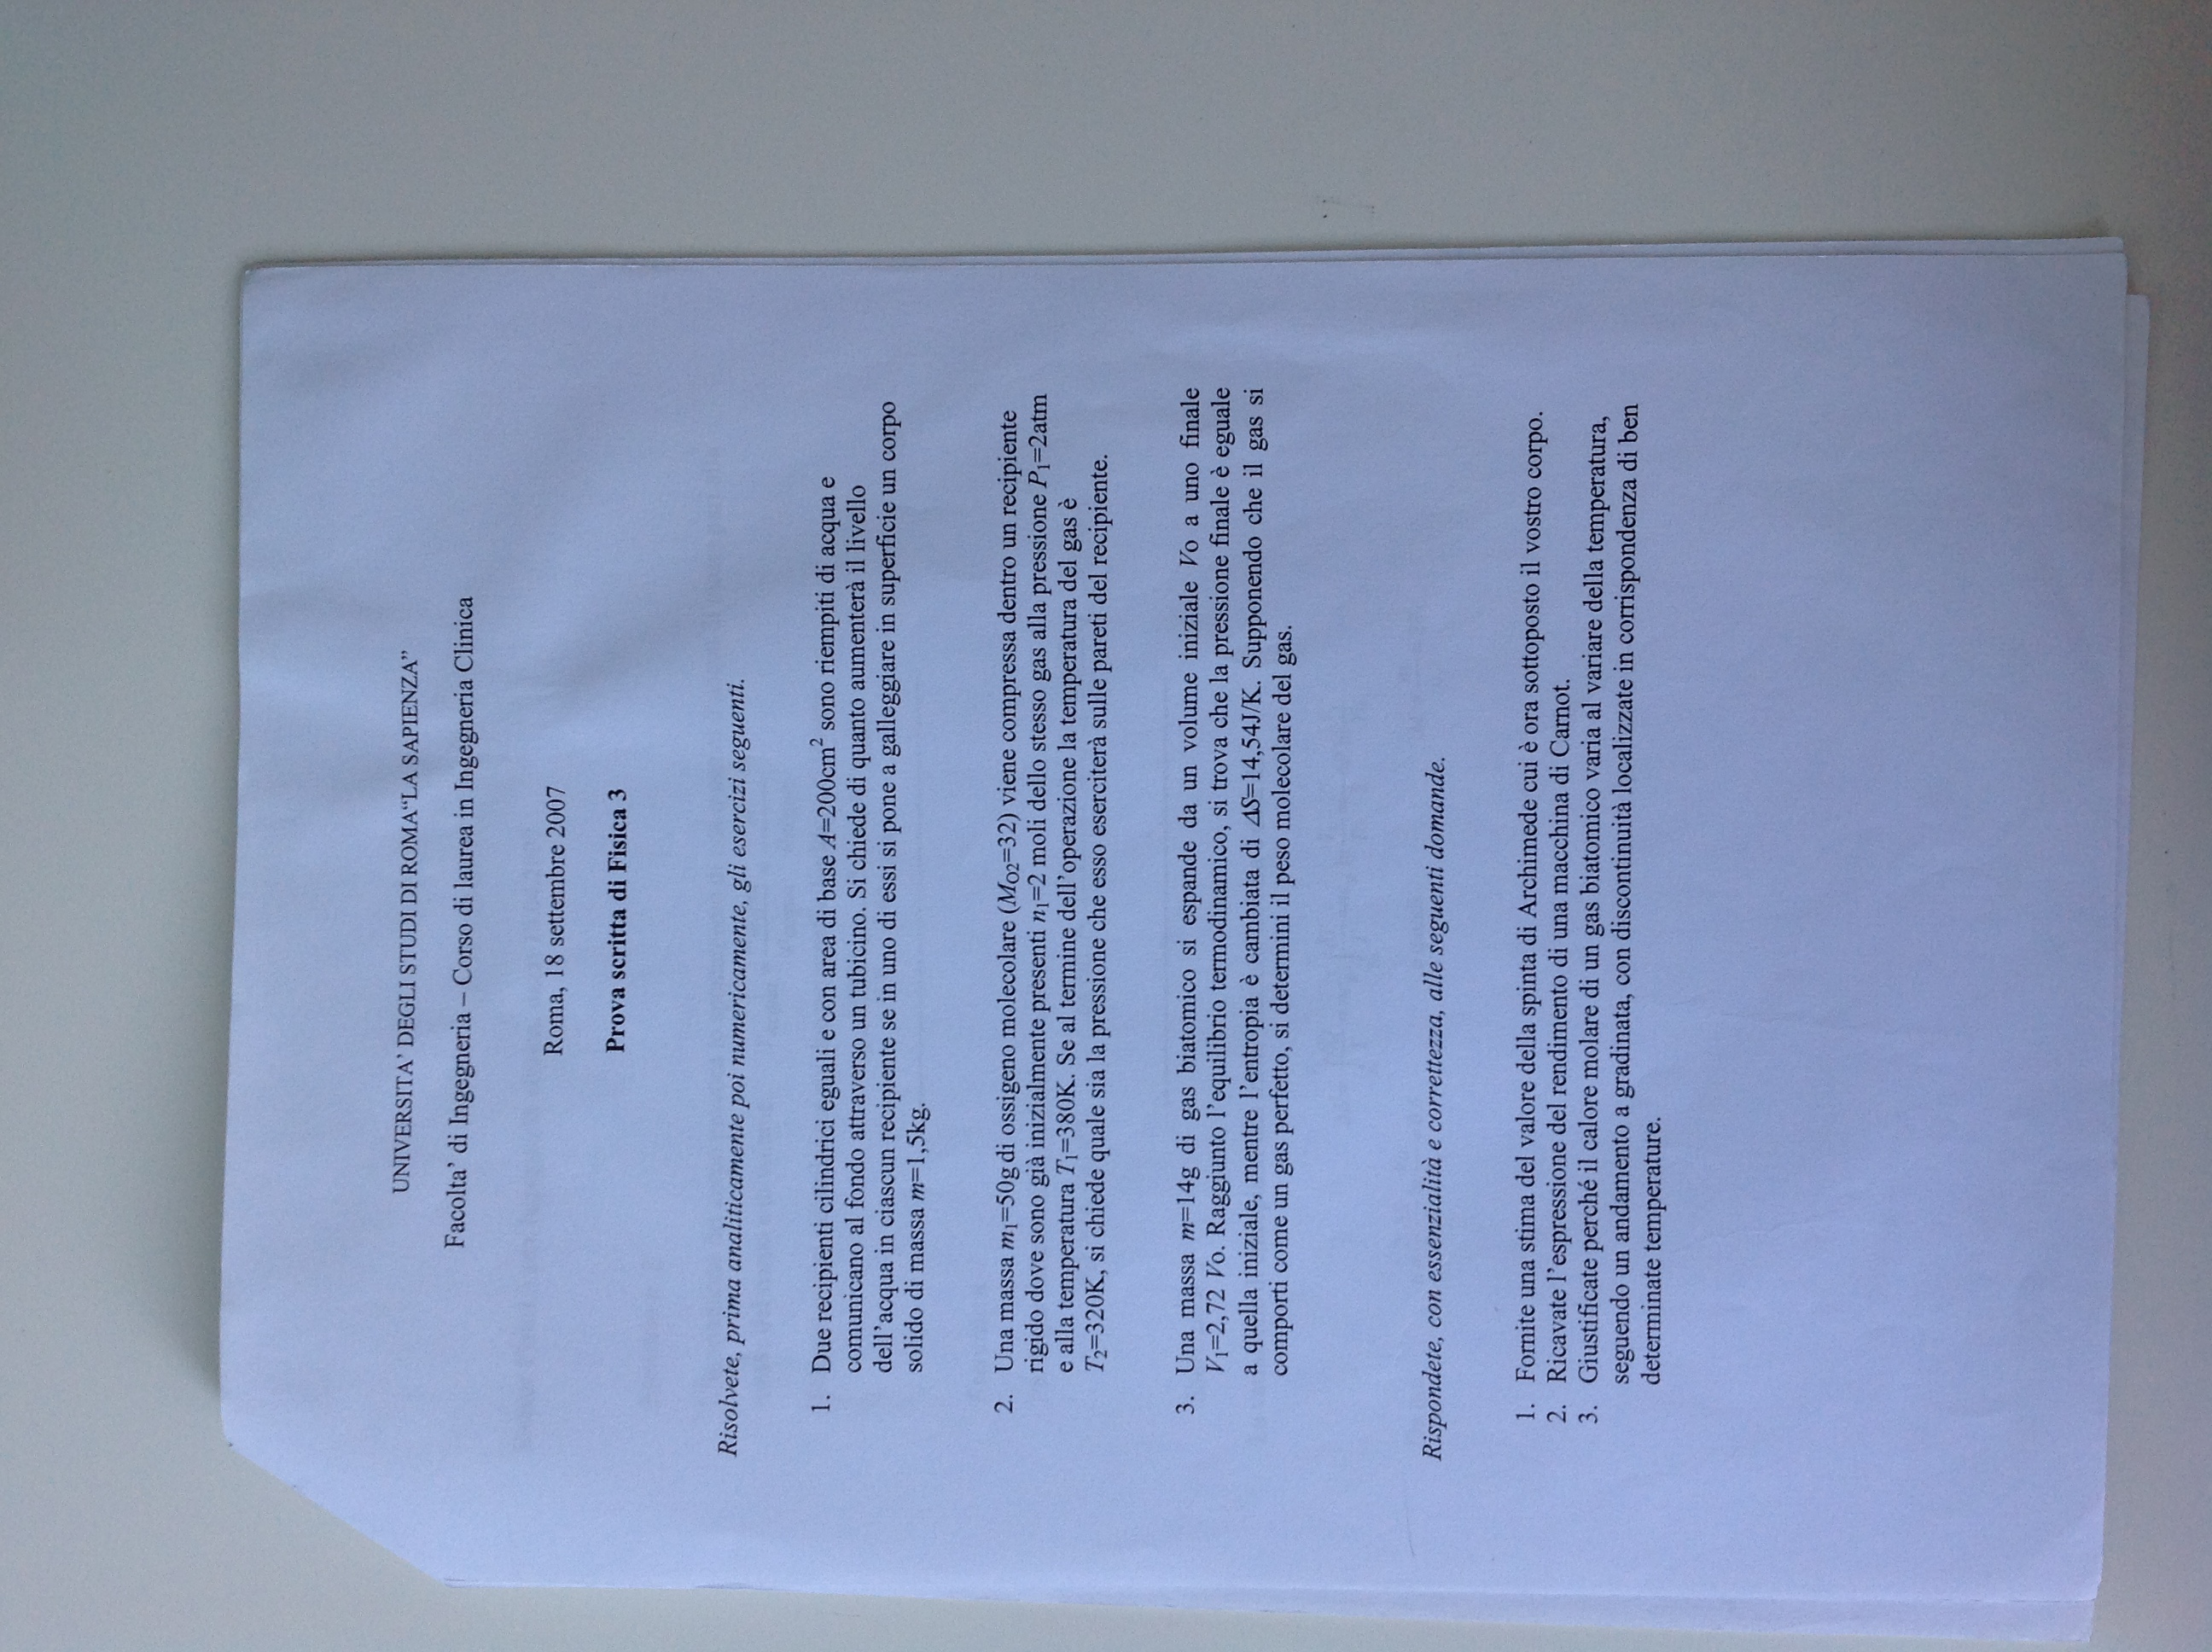 UNIVERSITA’ DEGLI STUDI DI ROMA“LA SAPIENZA”
Facolta’ di Ingegneria – Corso di laurea in Ingegneria Clinica
Roma, 18 settembre 2007
Prova scritta di Fisica 3
Risolvete, prima analiticamente poi numericamente, gli esercizi seguenti.
1. Due recipienti cilindrici eguali e con area di base A=200cm² sono riempiti di acqua e
comunicano al fondo attraverso un tubicino. Si chiede di quanto aumenterà il livello
dell’acqua in ciascun recipiente se in uno di essi si pone a galleggiare in superficie un corpo
solido di massa m=1,5kg.
2. Una massa m₁=50g di ossigeno molecolare (M_O2=32) viene compressa dentro un recipiente
rigido dove sono già inizialmente presenti n₁=2 moli dello stesso gas alla pressione P₁=2atm
e alla temperatura T₁=380K. Se al termine dell’operazione la temperatura del gas è
T₂=320K, si chiede quale sia la pressione che esso eserciterà sulle pareti del recipiente.
3. Una massa m=14g di gas biatomico si espande da un volume iniziale Vo a uno finale
V₁=2,72 Vo. Raggiunto l’equilibrio termodinamico, si trova che la pressione finale è eguale
a quella iniziale, mentre l’entropia è cambiata di ΔS=14,54J/K. Supponendo che il gas si
comporti come un gas perfetto, si determini il peso molecolare del gas.
Rispondete, con essenzialità e correttezza, alle seguenti domande.
1. Fornite una stima del valore della spinta di Archimede cui è ora sottoposto il vostro corpo.
2. Ricavate l’espressione del rendimento di una macchina di Carnot.
3. Giustificate perché il calore molare di un gas biatomico varia al variare della temperatura,
seguendo un andamento a gradinata, con discontinuità localizzate in corrispondenza di ben
determinate temperature.